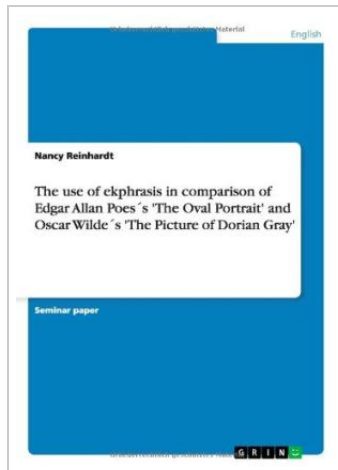 English
Nancy Reinhardt
The use of ekphrasis in comparison of
Edgar Allan Poes´s 'The Oval Portrait' and
Oscar Wilde´s 'The Picture of Dorian Gray'
Seminar paper
GRIN